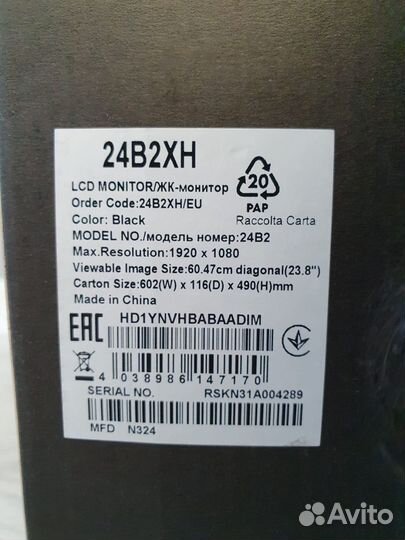 24B2XH
LCD MONITOR/ЖК-монитор
Order Code:24B2XH/EU
Color: Black
MODEL NO./модель номер:24B2
Max.Resolution:1920 x 1080
Viewable Image Size:60.47cm diagonal(23.8")
Carton Size:602(W) x 116(D) x 490(H)mm
Made in China
20
PAP
Raccolta Carta
EAC
HD1YNVHBABAADIM
4 038986 147170
SERIAL NO. RSKN31A004289
MFD N324
Avito